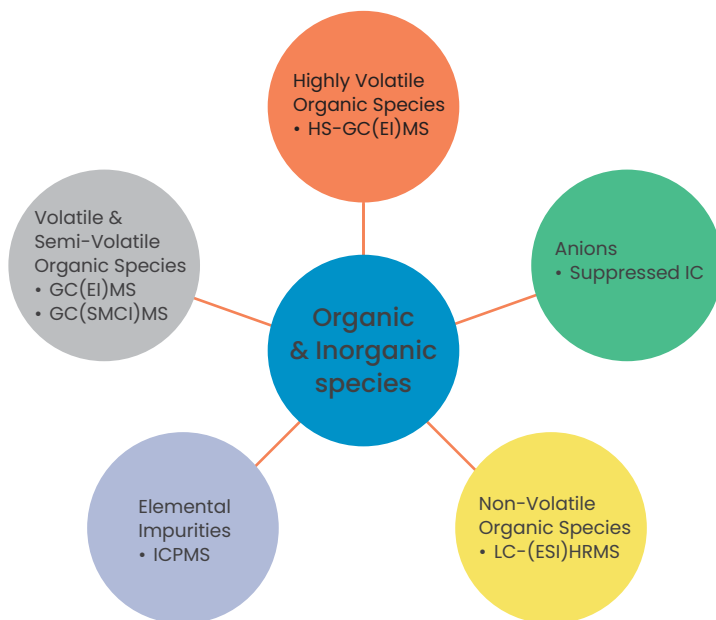 Highly Volatile
Organic Species
• HS-GC(EI)MS
Volatile &
Semi-Volatile
Organic Species
• GC(EI)MS
• GC(SMCI)MS
Anions
• Suppressed IC
Organic
& Inorganic
species
Elemental
Impurities
• ICPMS
Non-Volatile
Organic Species
• LC-(ESI)HRMS